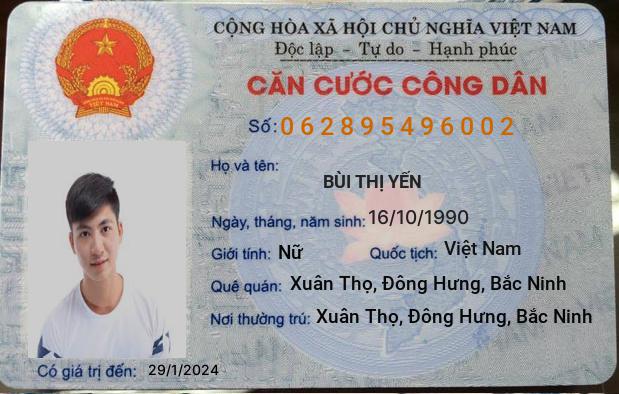 CỘNG HÒA XÃ HỘI CHỦ NGHĨA VIỆT NAM
Độc lập - Tự do - Hạnh phúc
CĂN CƯỚC CÔNG DÂN
Số: 062895496002
Họ và tên:
BÙI THỊ YẾN
Ngày, tháng, năm sinh: 16/10/1990
Giới tính: Nữ Quốc tịch: Việt Nam
Quê quán: Xuân Thọ, Đông Hưng, Bắc Ninh
Nơi thường trú: Xuân Thọ, Đông Hưng, Bắc Ninh
Có giá trị đến: 29/1/2024
VIỆT NAM